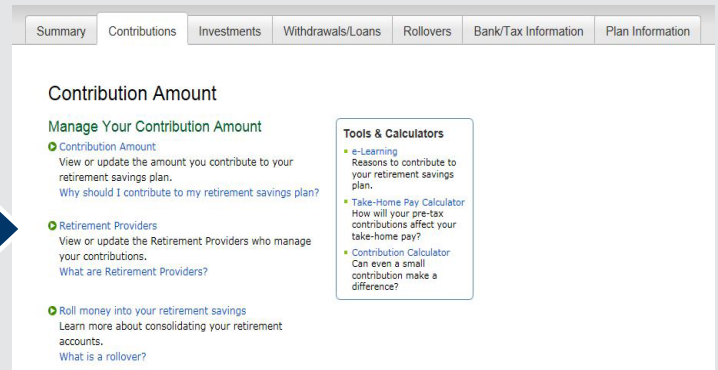 Summary Contributions Investments Withdrawals/Loans Rollovers Bank/Tax Information Plan Information
Contribution Amount
Manage Your Contribution Amount
Contribution Amount
View or update the amount you contribute to your
retirement savings plan.
Why should I contribute to my retirement savings plan?
Retirement Providers
View or update the Retirement Providers who manage
your contributions.
What are Retirement Providers?
Roll money into your retirement savings
Learn more about consolidating your retirement
accounts.
What is a rollover?
Tools & Calculators
e-Learning
Reasons to contribute to
your retirement savings
plan.
Take-Home Pay Calculator
How will your pre-tax
contributions affect your
take-home pay?
Contribution Calculator
Can even a small
contribution make a
difference?